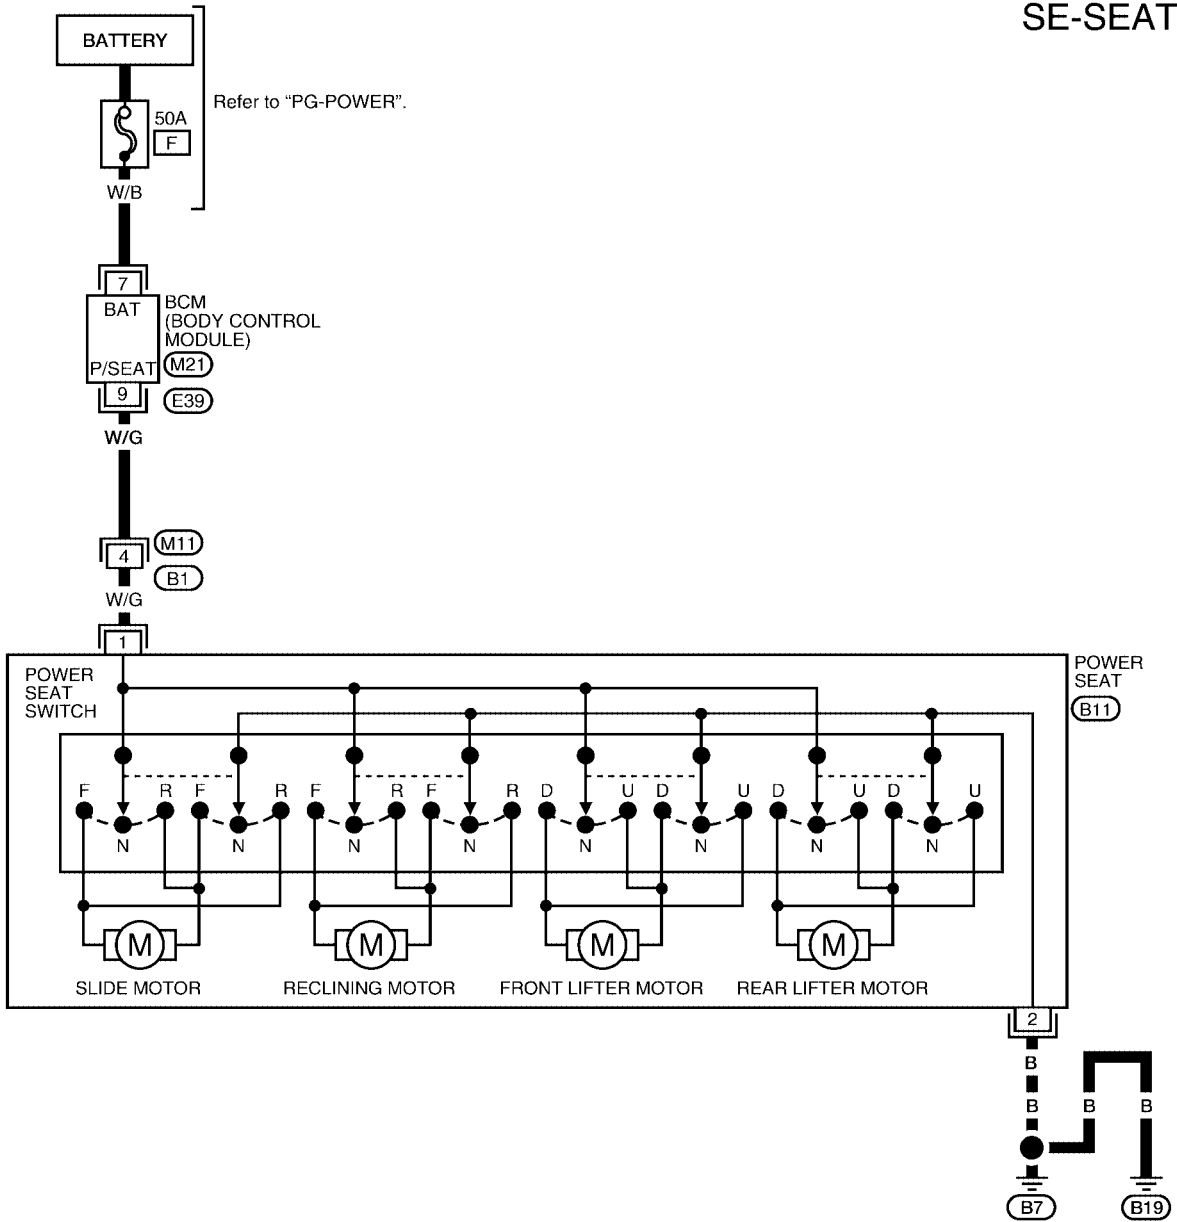 SE-SEAT
BATTERY
Refer to “PG-POWER”.
50A
F
W/B
7
BAT
BCM
(BODY CONTROL
MODULE)
P/SEAT
M21
9
E39
W/G
M11
4
B1
W/G
1
POWER
SEAT
SWITCH
POWER
SEAT
B11
F R F R F R F R D U D U D U D U
N N N N N N N N
M M M M
SLIDE MOTOR RECLINING MOTOR FRONT LIFTER MOTOR REAR LIFTER MOTOR
2
B
B B B
B7 B19